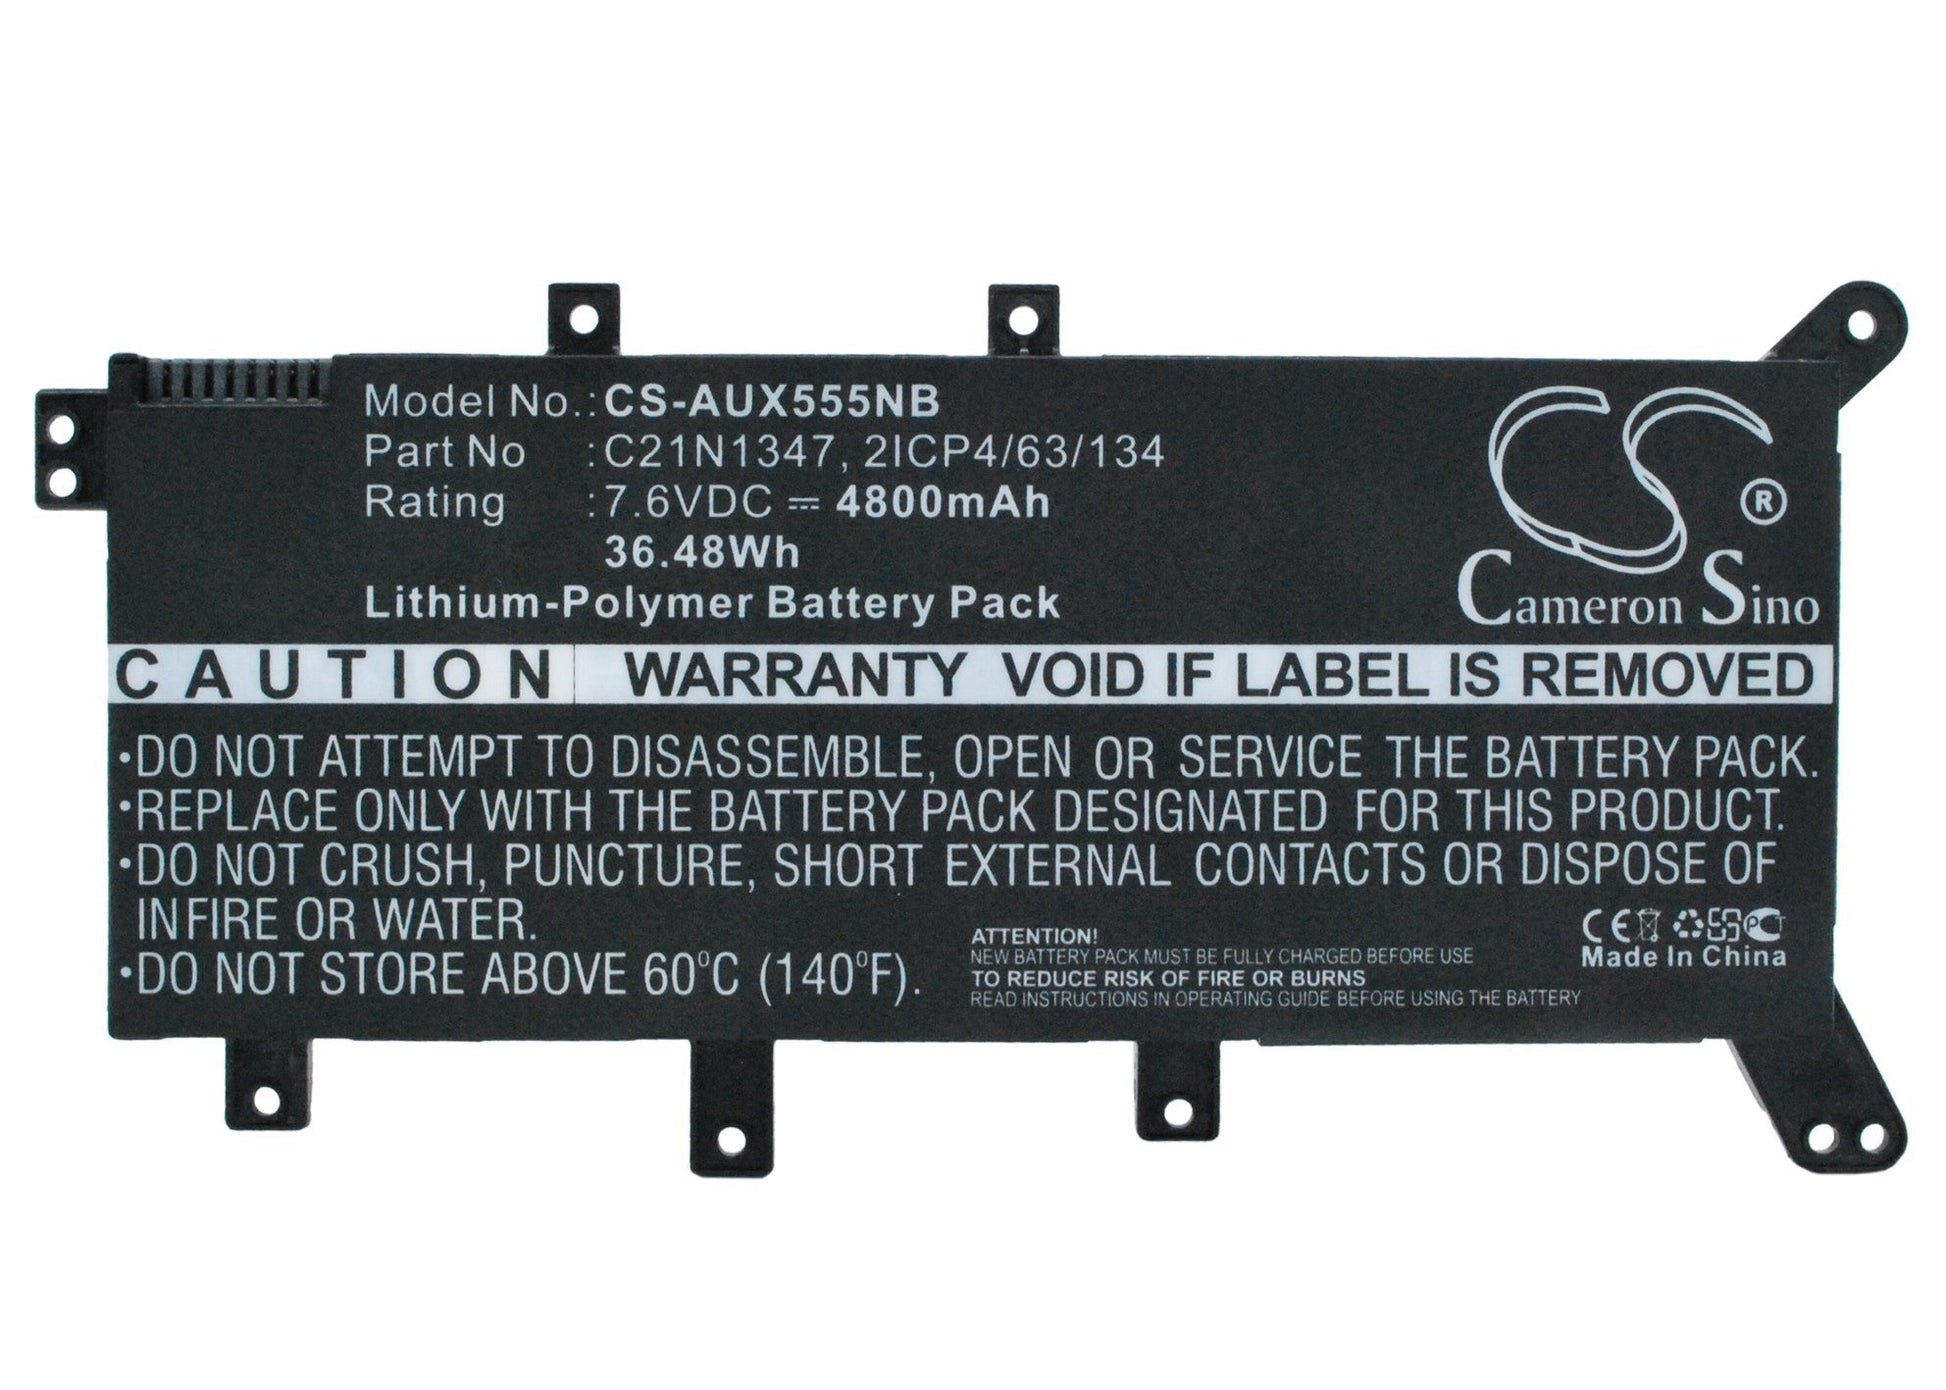 Model No.:CS-AUX555NB
Part No :C21N1347, 2ICP4/63/134
Rating :7.6VDC ⎓ 4800mAh
36.48Wh
Lithium-Polymer Battery Pack
CS ®
Cameron Sino
CAUTION WARRANTY VOID IF LABEL IS REMOVED
•DO NOT ATTEMPT TO DISASSEMBLE, OPEN OR SERVICE THE BATTERY PACK.
•REPLACE ONLY WITH THE BATTERY PACK DESIGNATED FOR THIS PRODUCT.
•DO NOT CRUSH, PUNCTURE, SHORT EXTERNAL CONTACTS OR DISPOSE OF
IN FIRE OR WATER.
•DO NOT STORE ABOVE 60°C (140°F).
ATTENTION!
NEW BATTERY PACK MUST BE FULLY CHARGED BEFORE USE
TO REDUCE RISK OF FIRE OR BURNS
READ INSTRUCTIONS IN OPERATING GUIDE BEFORE USING THE BATTERY
CE PCT
Made In China